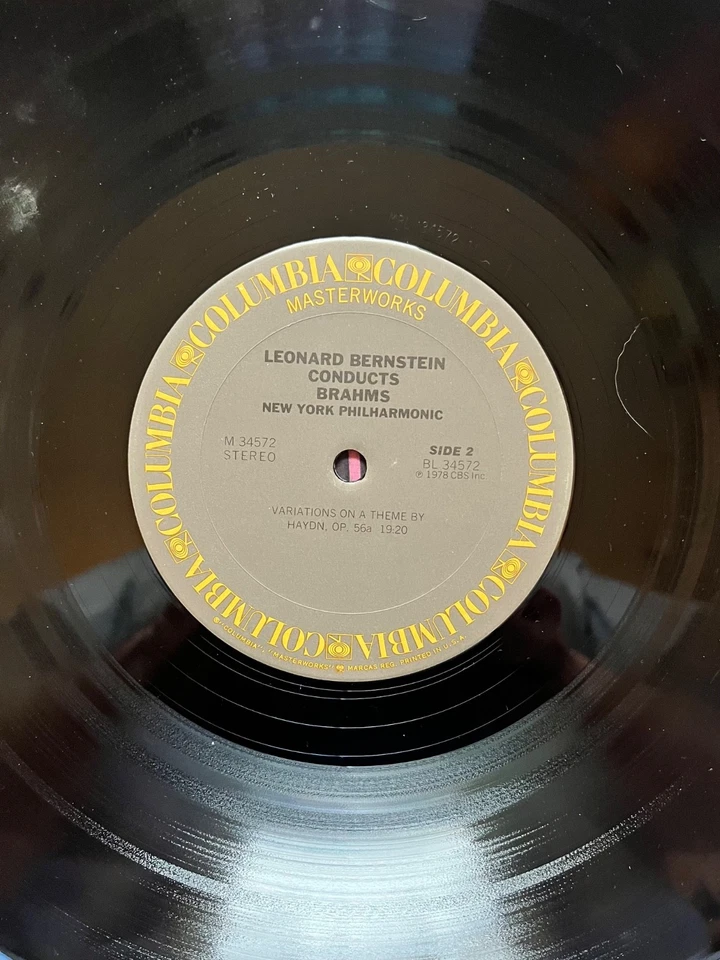 COLUMBIA COLUMBIA COLUMBIA COLUMBIA COLUMBIA COLUMBIA COLUMBIA
MASTERWORKS
LEONARD BERNSTEIN
CONDUCTS
BRAHMS
NEW YORK PHILHARMONIC
M 34572
STEREO
SIDE 2
BL 34572
℗ 1978 CBS Inc.
VARIATIONS ON A THEME BY
HAYDN, OP. 56a 19:20
"COLUMBIA", "MASTERWORKS" MARCAS REG. PRINTED IN U.S.A.